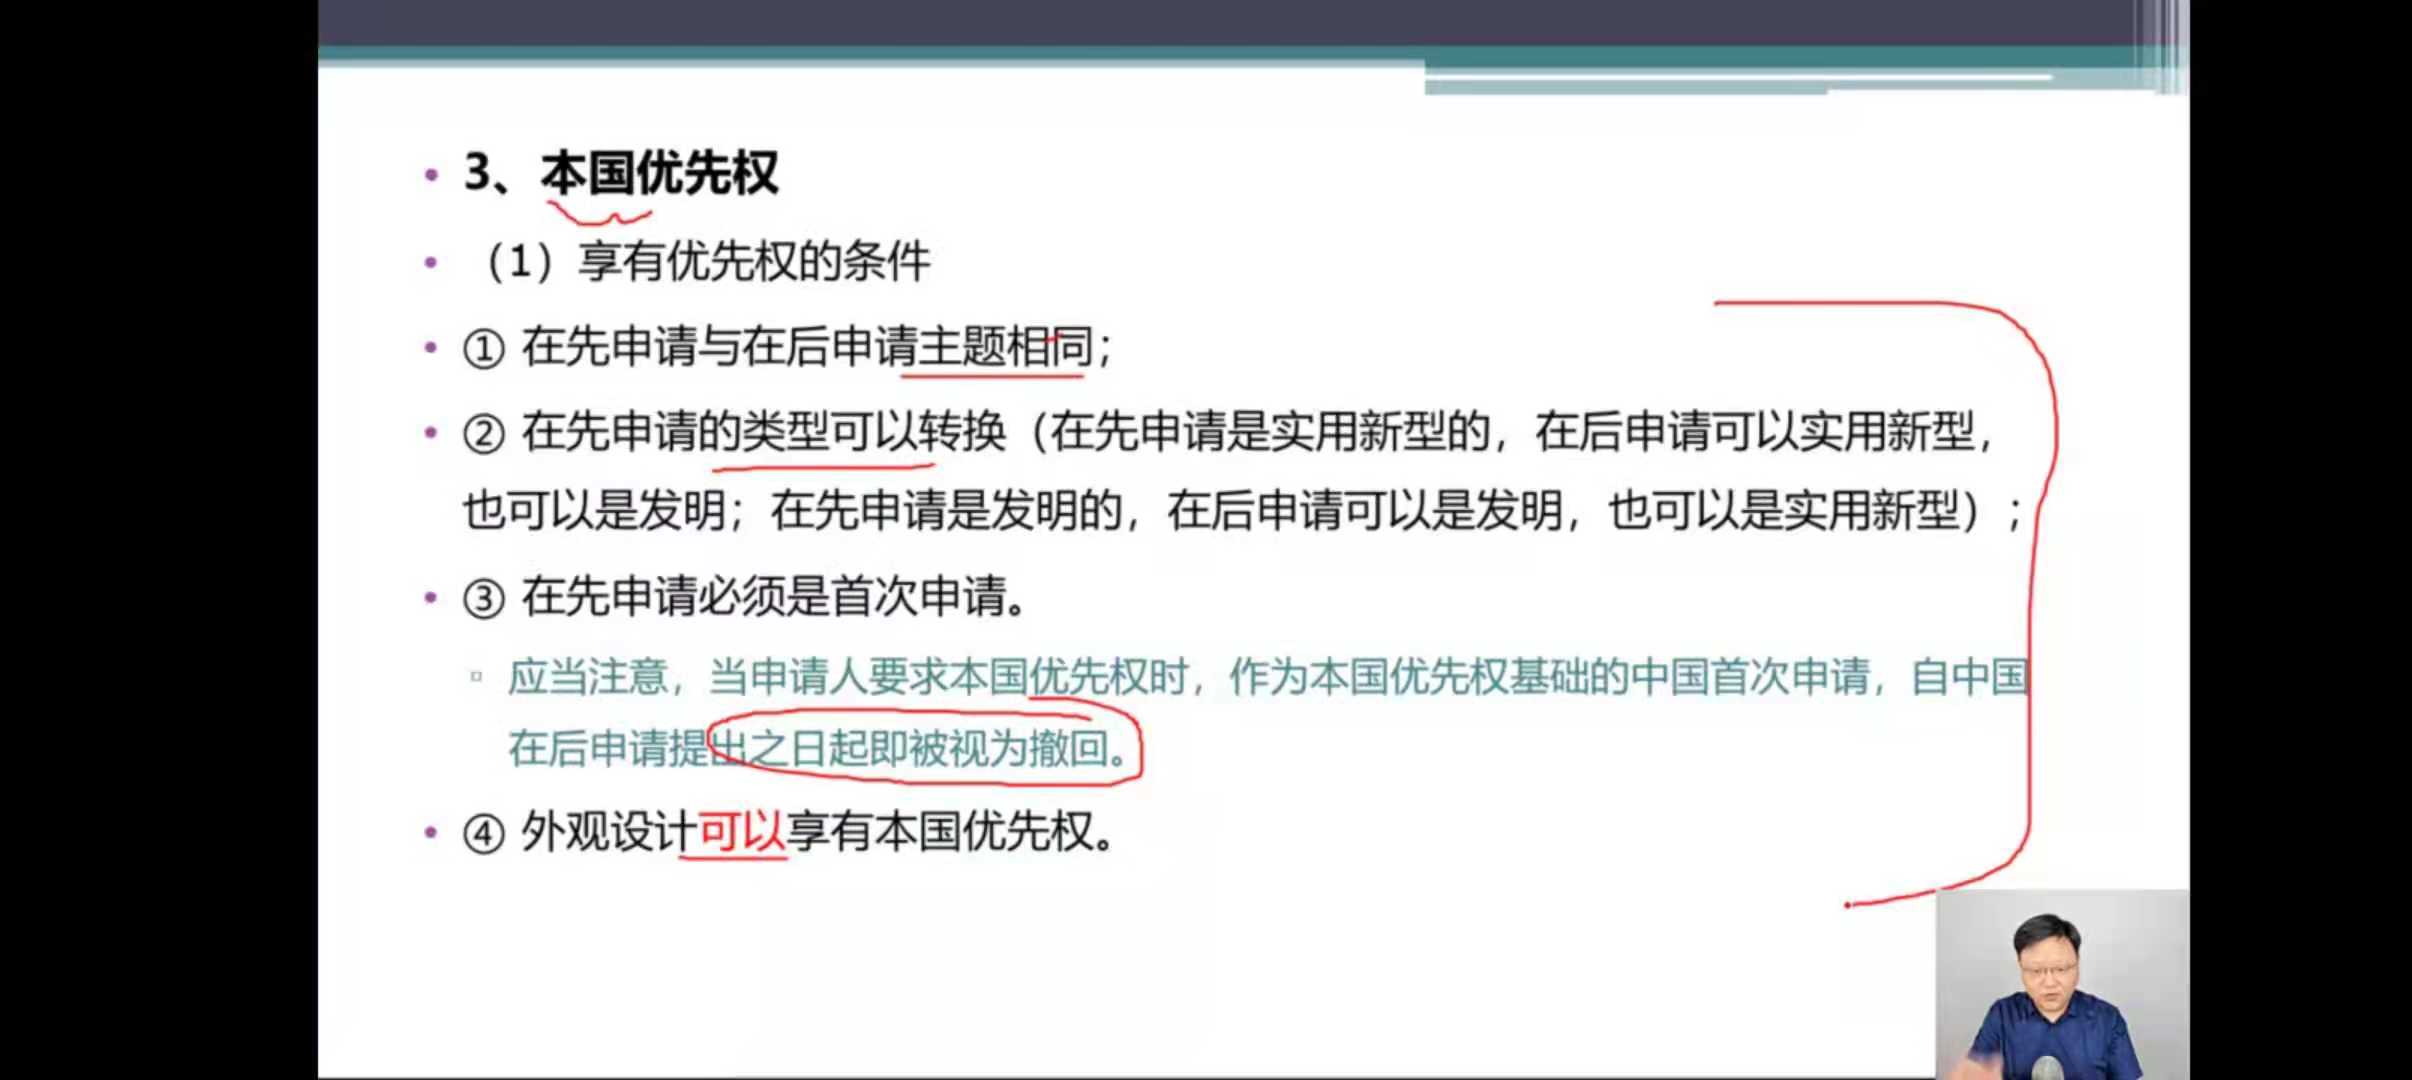 3、本国优先权
（1）享有优先权的条件
① 在先申请与在后申请主题相同；
② 在先申请的类型可以转换（在先申请是实用新型的，在后申请可以实用新型，
也可以是发明；在先申请是发明的，在后申请可以是发明，也可以是实用新型）；
③ 在先申请必须是首次申请。
应当注意，当申请人要求本国优先权时，作为本国优先权基础的中国首次申请，自中国
在后申请提出之日起即被视为撤回。
④ 外观设计可以享有本国优先权。